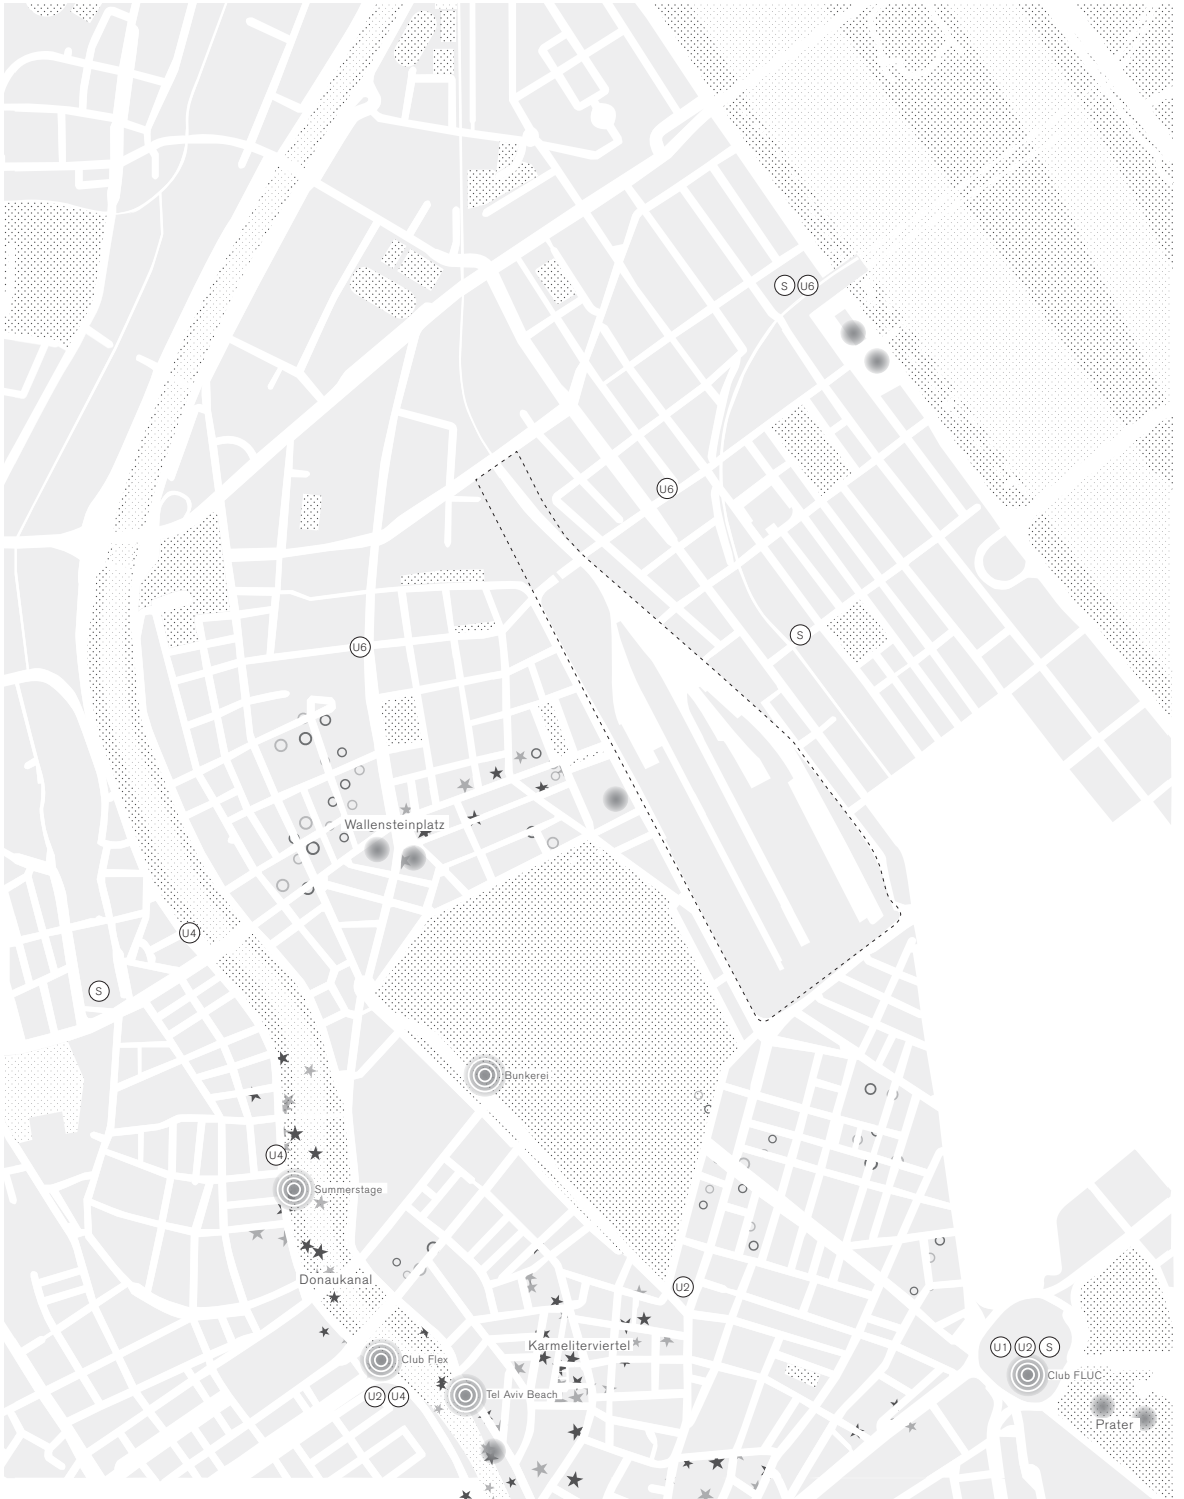 S U6
U6
S
U6
Wallensteinplatz
U4
S
Bunkerei
U4
Summerstage
Donaukanal
U2
Karmeliterviertel
U1 U2 S
Club Flex
Club FLUC
U2 U4
Tel Aviv Beach
Prater